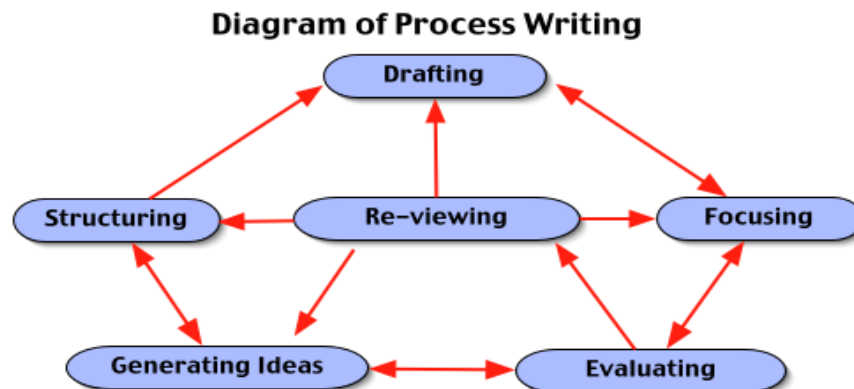 Diagram of Process Writing
Drafting
Structuring
Re-viewing
Focusing
Generating Ideas
Evaluating